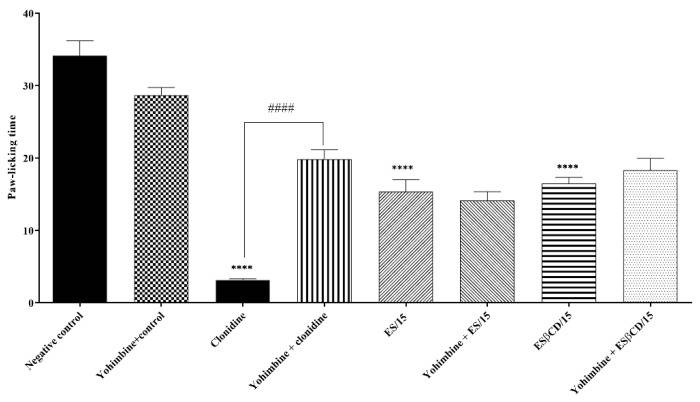 40
30
20
10
0
Paw-licking time
####
****
****
****
Negative control
Yohimbine+control
Clonidine
Yohimbine + clonidine
ES/15
Yohimbine + ES/15
ESβCD/15
Yohimbine + ESβCD/15